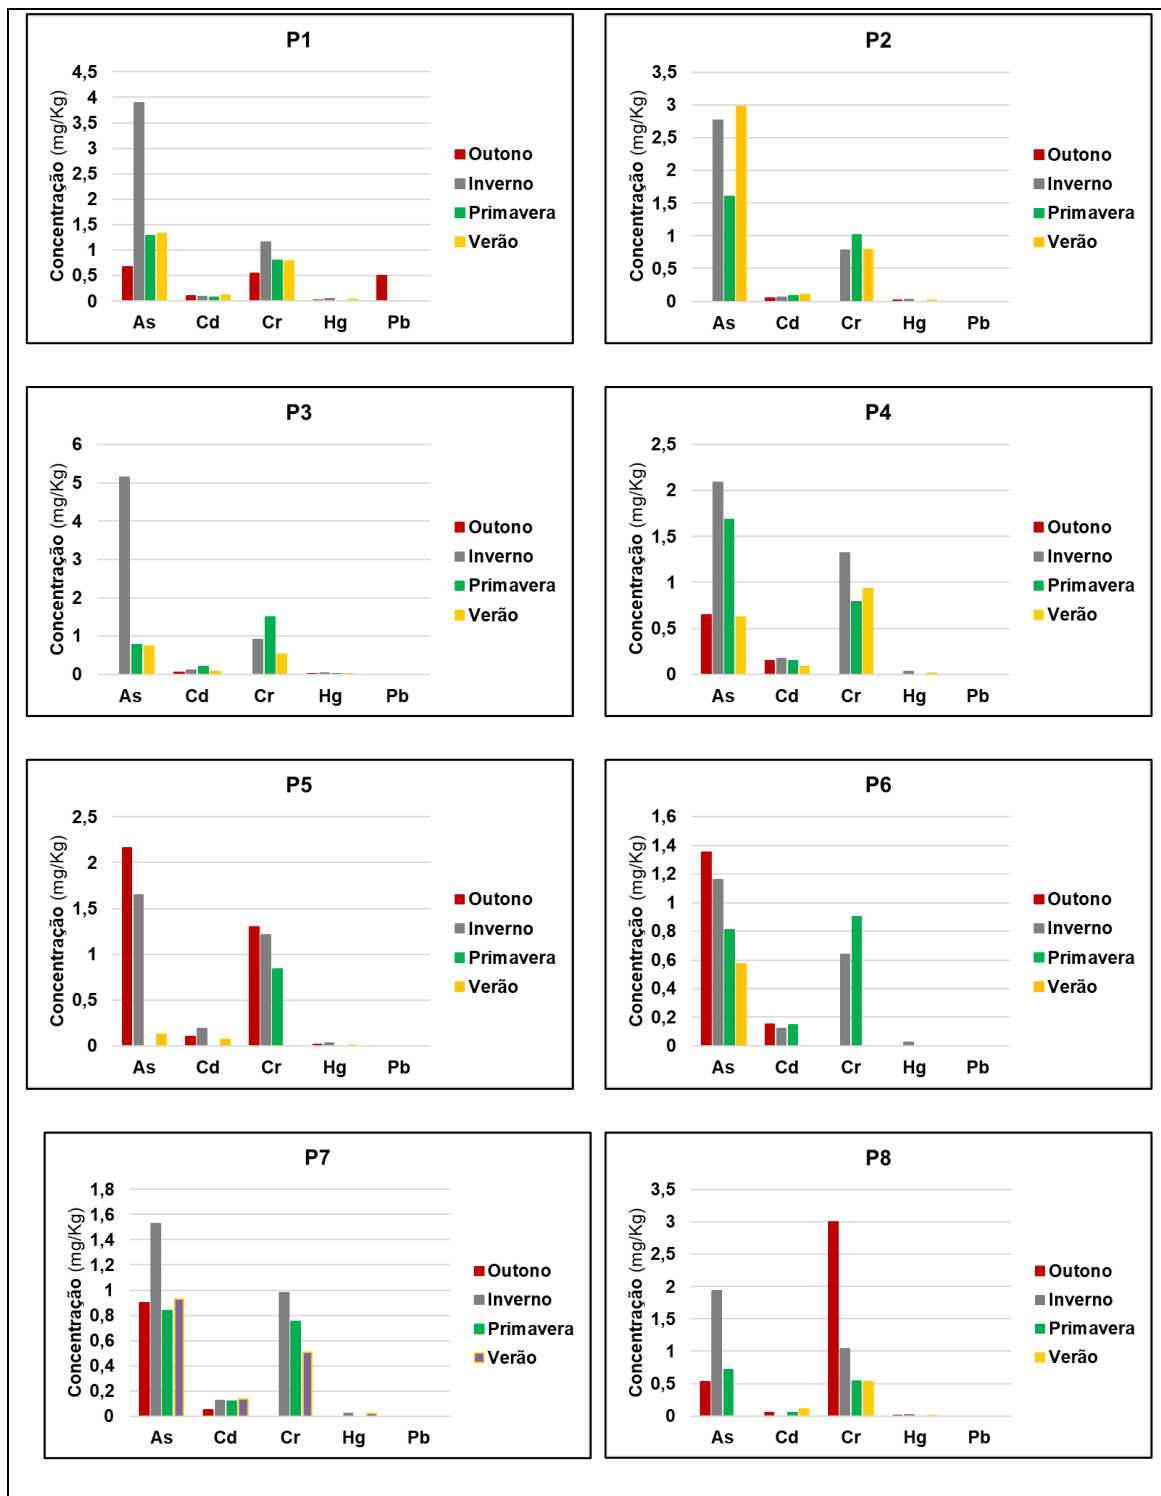 P1
Concentração (mg/Kg)
4,5
4
3,5
3
2,5
2
1,5
1
0,5
0
As Cd Cr Hg Pb
Outono
Inverno
Primavera
Verão
P2
Concentração (mg/Kg)
3,5
3
2,5
2
1,5
1
0,5
0
As Cd Cr Hg Pb
Outono
Inverno
Primavera
Verão
P3
Concentração (mg/Kg)
6
5
4
3
2
1
0
As Cd Cr Hg Pb
Outono
Inverno
Primavera
Verão
P4
Concentração (mg/Kg)
2,5
2
1,5
1
0,5
0
As Cd Cr Hg Pb
Outono
Inverno
Primavera
Verão
P5
Concentração (mg/Kg)
2,5
2
1,5
1
0,5
0
As Cd Cr Hg Pb
Outono
Inverno
Primavera
Verão
P6
Concentração (mg/Kg)
1,6
1,4
1,2
1
0,8
0,6
0,4
0,2
0
As Cd Cr Hg Pb
Outono
Inverno
Primavera
Verão
P7
Concentração (mg/Kg)
1,8
1,6
1,4
1,2
1
0,8
0,6
0,4
0,2
0
As Cd Cr Hg Pb
Outono
Inverno
Primavera
Verão
P8
Concentração (mg/Kg)
3,5
3
2,5
2
1,5
1
0,5
0
As Cd Cr Hg Pb
Outono
Inverno
Primavera
Verão